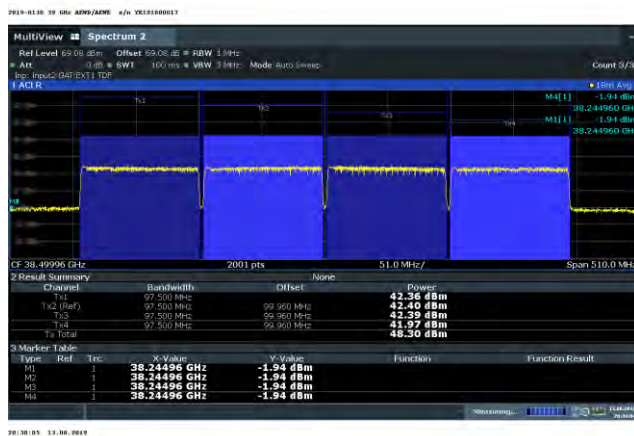 2019-0138 39 GHz AEWD/AEWE s/n YK191000017
MultiView Spectrum 2
Ref Level 69.08 dBm Offset 69.08 dB RBW 1 MHz
Att 0 dB SWT 100 ms VBW 3 MHz Mode Auto Sweep Count 3/3
Inp: Input2 GAT:EXT1 TDF
1 ACLR 1Rm Avg
M4[1] -1.94 dBm
38.244960 GH
M1[1] -1.94 dBm
38.244960 GH
Tx1 Tx2 Tx3 Tx4
CF 38.49996 GHz 2001 pts 51.0 MHz/ Span 510.0 MHz
2 Result Summary None
Channel Bandwidth Offset Power
Tx1 97.500 MHz 42.36 dBm
Tx2 (Ref) 97.500 MHz 99.960 MHz 42.40 dBm
Tx3 97.500 MHz 99.960 MHz 42.39 dBm
Tx4 97.500 MHz 99.960 MHz 41.97 dBm
Tx Total 48.30 dBm
3 Marker Table
Type Ref Trc X-Value Y-Value Function Function Result
M1 1 38.24496 GHz -1.94 dBm
M2 1 38.24496 GHz -1.94 dBm
M3 1 38.24496 GHz -1.94 dBm
M4 1 38.24496 GHz -1.94 dBm
Measuring...
20:38:05 13.08.2019